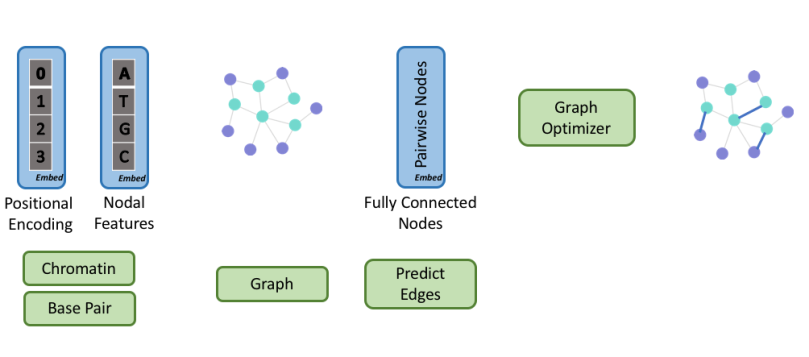 0
1
2
3
Embed
Positional
Encoding
A
T
G
C
Embed
Nodal
Features
Chromatin
Base Pair
Graph
Pairwise Nodes
Embed
Fully Connected
Nodes
Predict
Edges
Graph
Optimizer